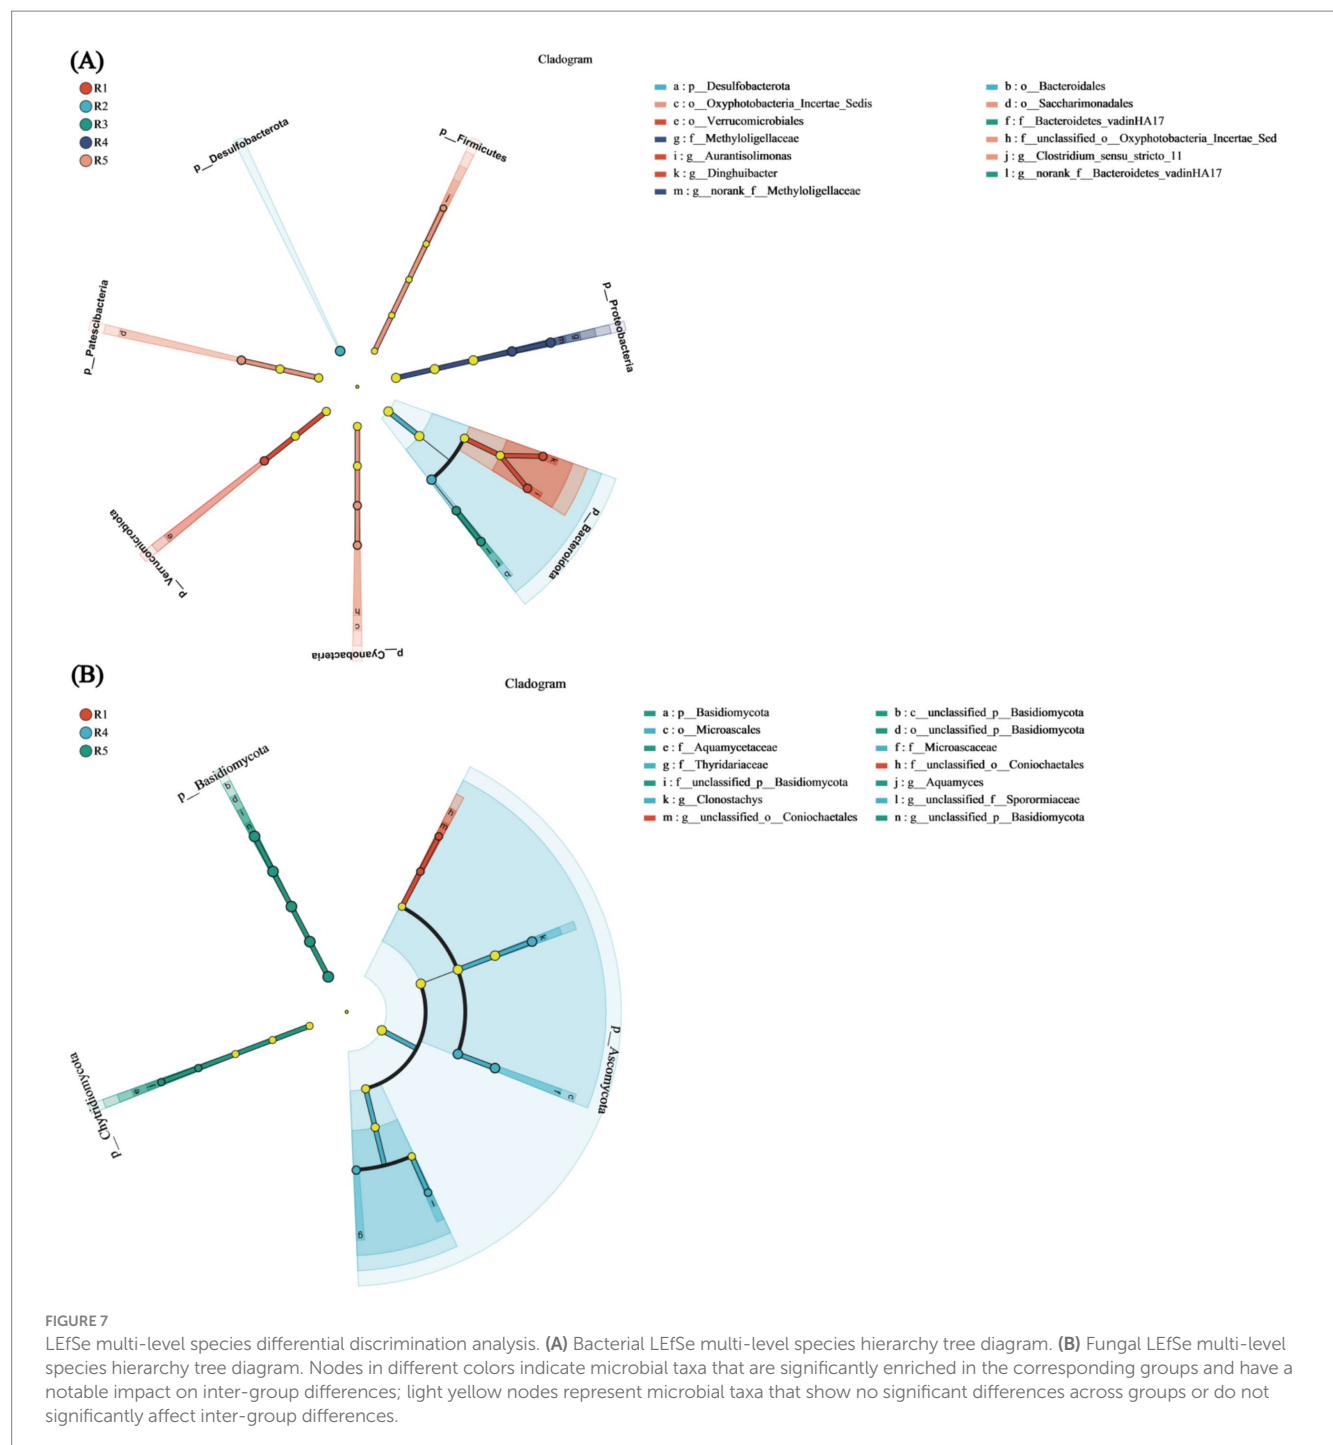 (A)
Cladogram
R1
R2
R3
R4
R5
a : p__Desulfobacterota
b : o__Bacteroidales
c : o__Oxyphotobacteria_Incertae_Sedis
d : o__Saccharimonadales
e : o__Verrucomicrobiales
f : f__Bacteroidetes_vadinHA17
g : f__Methyloligellaceae
h : f__unclassified_o__Oxyphotobacteria_Incertae_Sed
i : g__Aurantisolimonas
j : g__Clostridium_sensu_stricto_11
k : g__Dinghuibacter
l : g__norank_f__Bacteroidetes_vadinHA17
m : g__norank_f__Methyloligellaceae
p__Desulfobacterota
p__Firmicutes
j
p__Patescibacteria
d
p__Proteobacteria
m g
k
i
p__Bacteroidota
l f b
p__Verrucomicrobiota
e
h
c
p__Cyanobacteria
(B)
Cladogram
R1
R4
R5
a : p__Basidiomycota
b : c__unclassified_p__Basidiomycota
c : o__Microascales
d : o__unclassified_p__Basidiomycota
e : f__Aquamycetaceae
f : f__Microascaceae
g : f__Thyridariaceae
h : f__unclassified_o__Coniochaetales
i : f__unclassified_p__Basidiomycota
j : g__Aquamyces
k : g__Clonostachys
l : g__unclassified_f__Sporormiaceae
m : g__unclassified_o__Coniochaetales
n : g__unclassified_p__Basidiomycota
p__Basidiomycota
b
d
i
n
h
m
k
p__Ascomycota
f c
p__Chytridiomycota
e j
l
g
FIGURE 7
LEfSe multi-level species differential discrimination analysis. (A) Bacterial LEfSe multi-level species hierarchy tree diagram. (B) Fungal LEfSe multi-level
species hierarchy tree diagram. Nodes in different colors indicate microbial taxa that are significantly enriched in the corresponding groups and have a
notable impact on inter-group differences; light yellow nodes represent microbial taxa that show no significant differences across groups or do not
significantly affect inter-group differences.